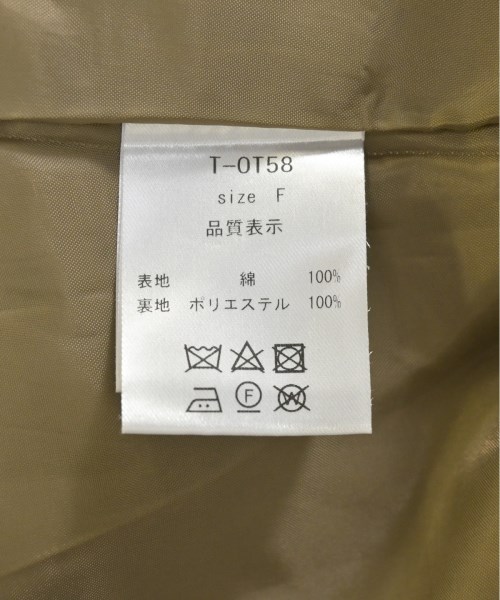 T-OT58
size F
品質表示
表地 綿 100%
裏地 ポリエステル 100%
F W